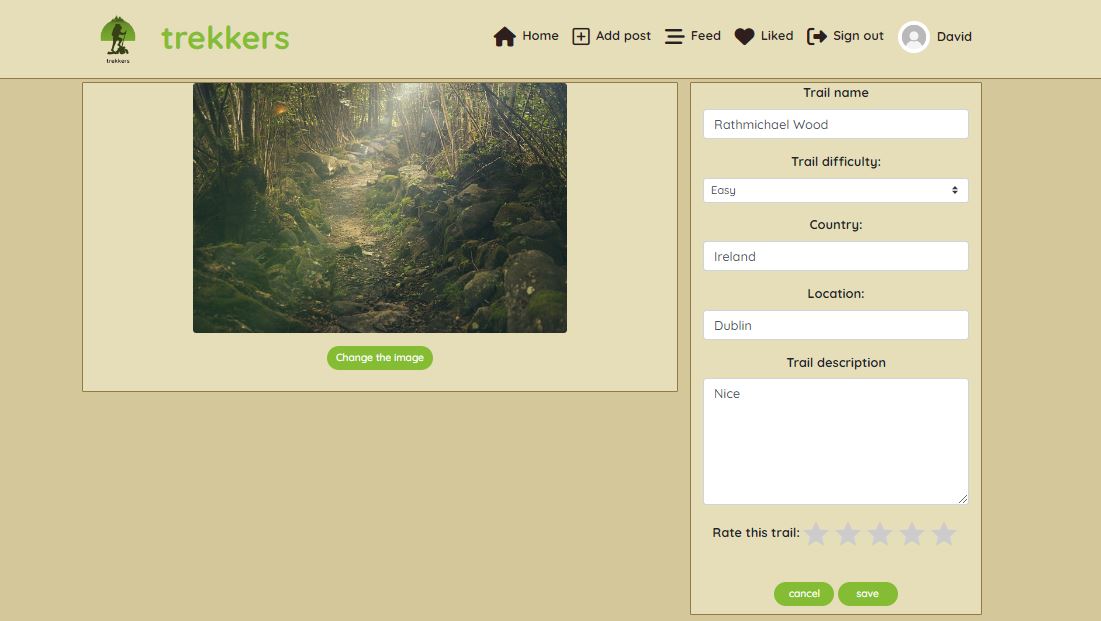 trekkers
trekkers
Home
Add post
Feed
Liked
Sign out
David
Change the image
Trail name
Rathmichael Wood
Trail difficulty:
Easy
Country:
Ireland
Location:
Dublin
Trail description
Nice
Rate this trail:
cancel
save